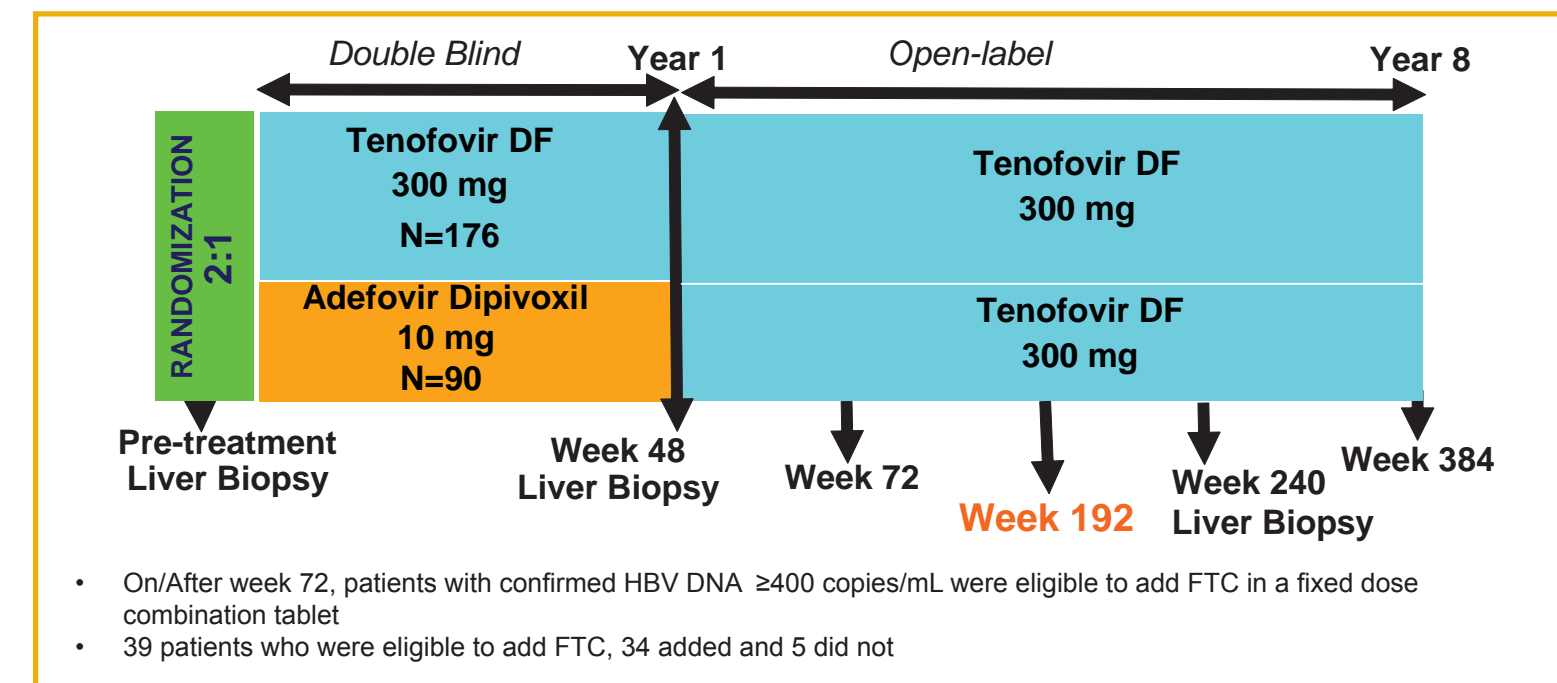 Double Blind
Year 1
Open-label
Year 8
RANDOMIZATION
2:1
Tenofovir DF
300 mg
N=176
Adefovir Dipivoxil
10 mg
N=90
Tenofovir DF
300 mg
Tenofovir DF
300 mg
Pre-treatment
Liver Biopsy
Week 48
Liver Biopsy
Week 72
Week 192
Week 240
Liver Biopsy
Week 384
• On/After week 72, patients with confirmed HBV DNA ≥400 copies/mL were eligible to add FTC in a fixed dose
combination tablet
• 39 patients who were eligible to add FTC, 34 added and 5 did not